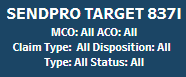 SENDPRO TARGET 837I
MCO: All ACO: All
Claim Type:  All Disposition: All
Type: All Status: All